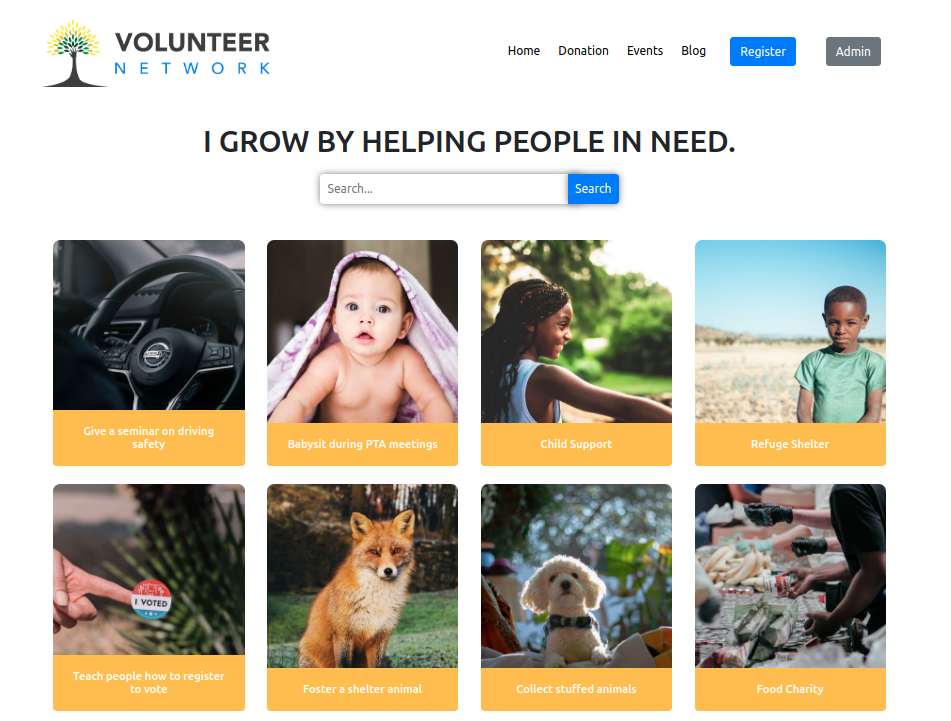 VOLUNTEER
NETWORK
Home Donation Events Blog Register Admin
I GROW BY HELPING PEOPLE IN NEED.
Search... Search
Give a seminar on driving
safety
Babysit during PTA meetings
Child Support
Refuge Shelter
I VOTED
Teach people how to register
to vote
Foster a shelter animal
Collect stuffed animals
Food Charity